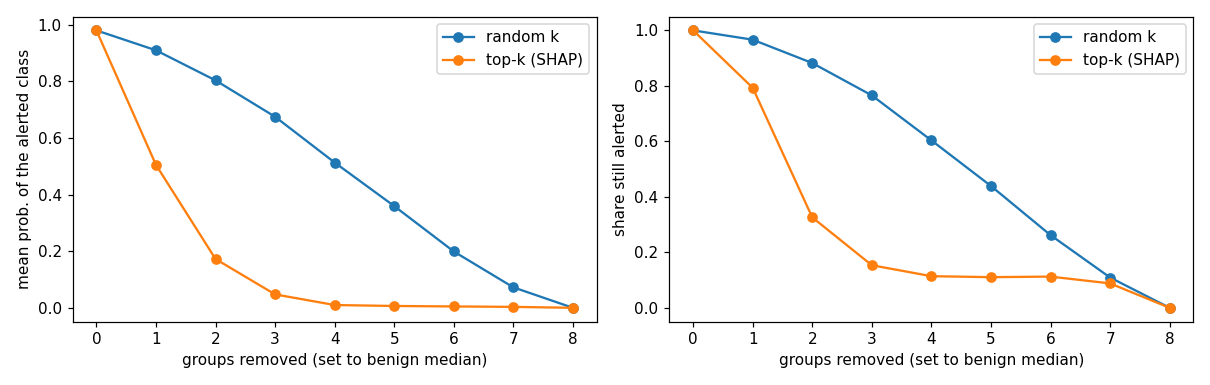 mean prob. of the alerted class
1.0
0.8
0.6
0.4
0.2
0.0
0 1 2 3 4 5 6 7 8
groups removed (set to benign median)
random k
top-k (SHAP)
share still alerted
1.0
0.8
0.6
0.4
0.2
0.0
0 1 2 3 4 5 6 7 8
groups removed (set to benign median)
random k
top-k (SHAP)